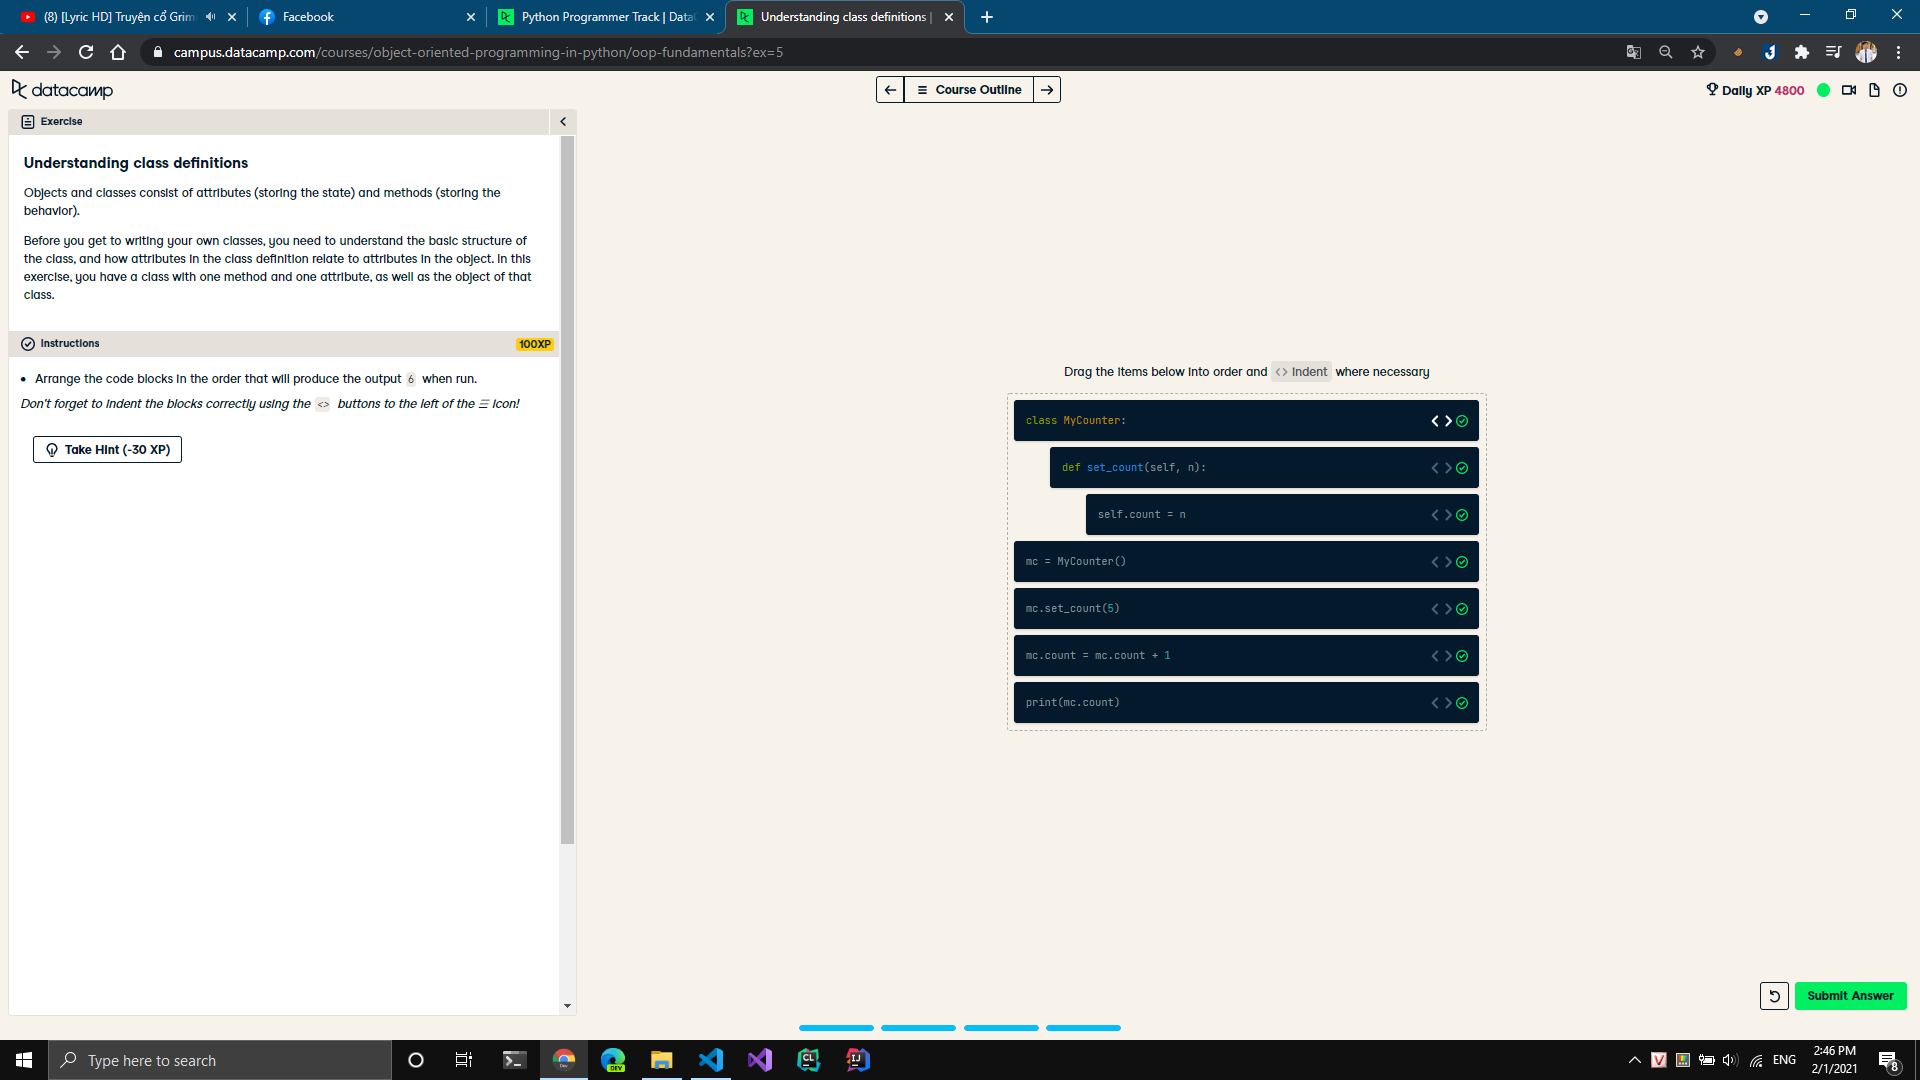 (8) [Lyric HD] Truyện cổ Grim
Facebook
Python Programmer Track | Data
Understanding class definitions |
campus.datacamp.com/courses/object-oriented-programming-in-python/oop-fundamentals?ex=5
datacamp
Course Outline
Daily XP 4800
Exercise
Understanding class definitions
Objects and classes consist of attributes (storing the state) and methods (storing the
behavior).
Before you get to writing your own classes, you need to understand the basic structure of
the class, and how attributes in the class definition relate to attributes in the object. In this
exercise, you have a class with one method and one attribute, as well as the object of that
class.
Instructions
100XP
• Arrange the code blocks in the order that will produce the output 6 when run.
Don't forget to indent the blocks correctly using the <> buttons to the left of the ☰ icon!
Take Hint (-30 XP)
Drag the items below into order and <> Indent where necessary
class MyCounter:
def set_count(self, n):
self.count = n
mc = MyCounter()
mc.set_count(5)
mc.count = mc.count + 1
print(mc.count)
Submit Answer
Type here to search
Dev
DEV
CL
IJ
V
ENG
2:46 PM
2/1/2021
8